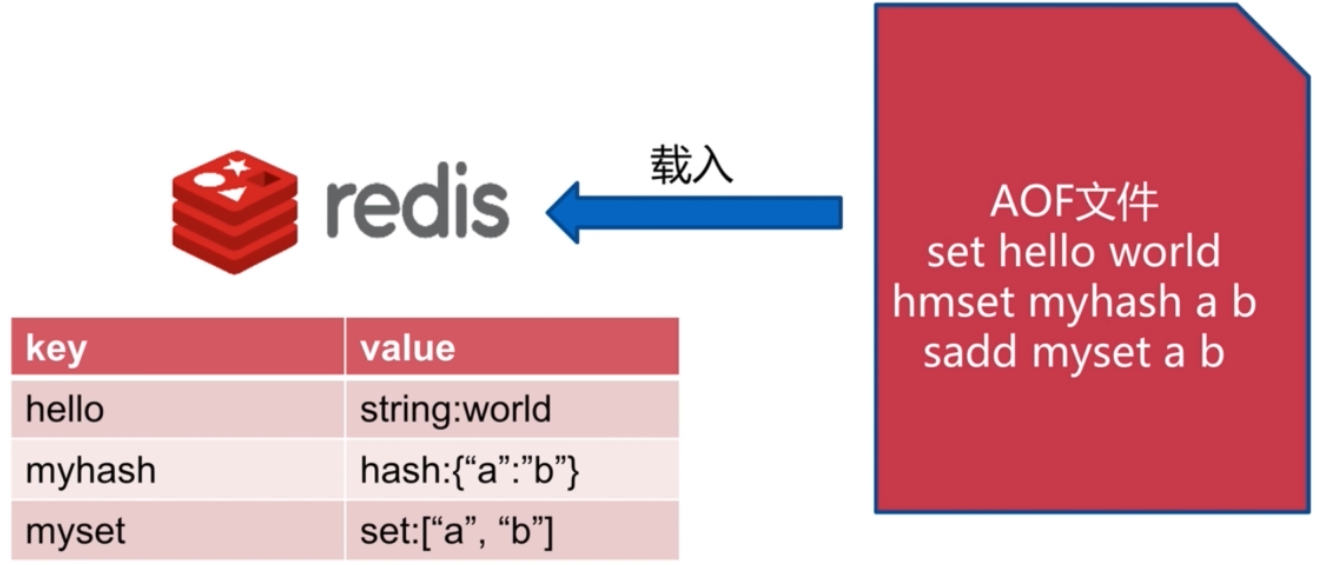 redis
载入
AOF文件
set hello world
hmset myhash a b
sadd myset a b
key value
hello string:world
myhash hash:{“a”:”b”}
myset set:[“a”, “b”]